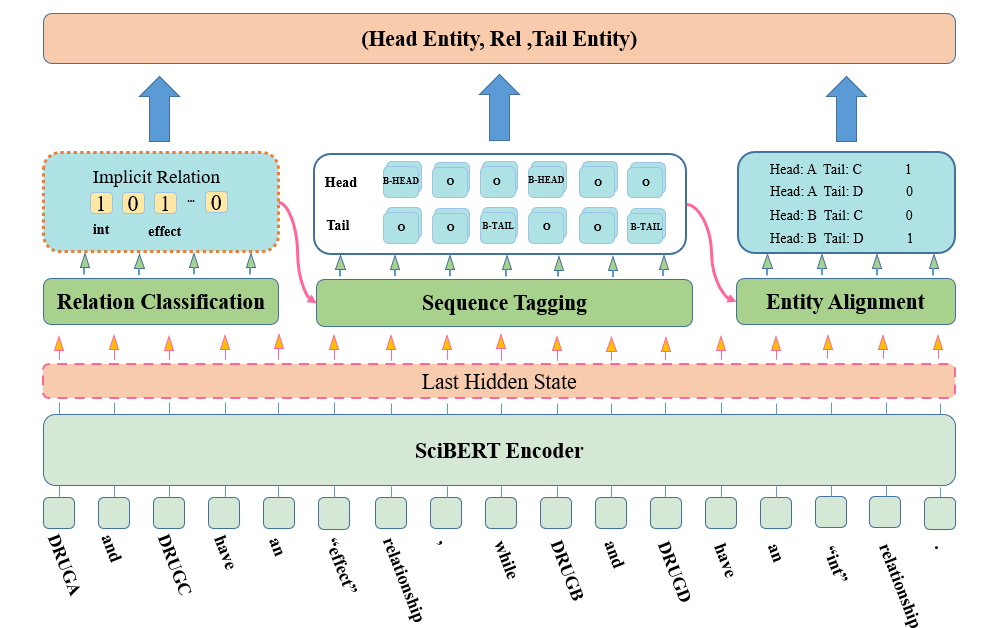 (Head Entity, Rel ,Tail Entity)
Implicit Relation
1 0 1 ... 0
int effect
Head B-HEAD O O B-HEAD O O
Tail O O B-TAIL O O B-TAIL
Head: A Tail: C 1
Head: A Tail: D 0
Head: B Tail: C 0
Head: B Tail: D 1
Relation Classification
Sequence Tagging
Entity Alignment
Last Hidden State
SciBERT Encoder
DRUGA
and
DRUGC
have
an
“effect”
relationship
,
while
DRUGB
and
DRUGD
have
an
“int”
relationship
.